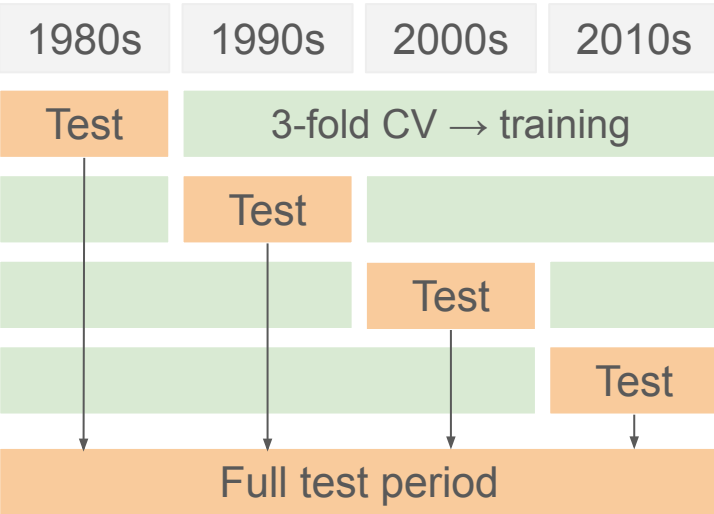 1980s 1990s 2000s 2010s
Test 3-fold CV → training
Test
Test
Test
Full test period